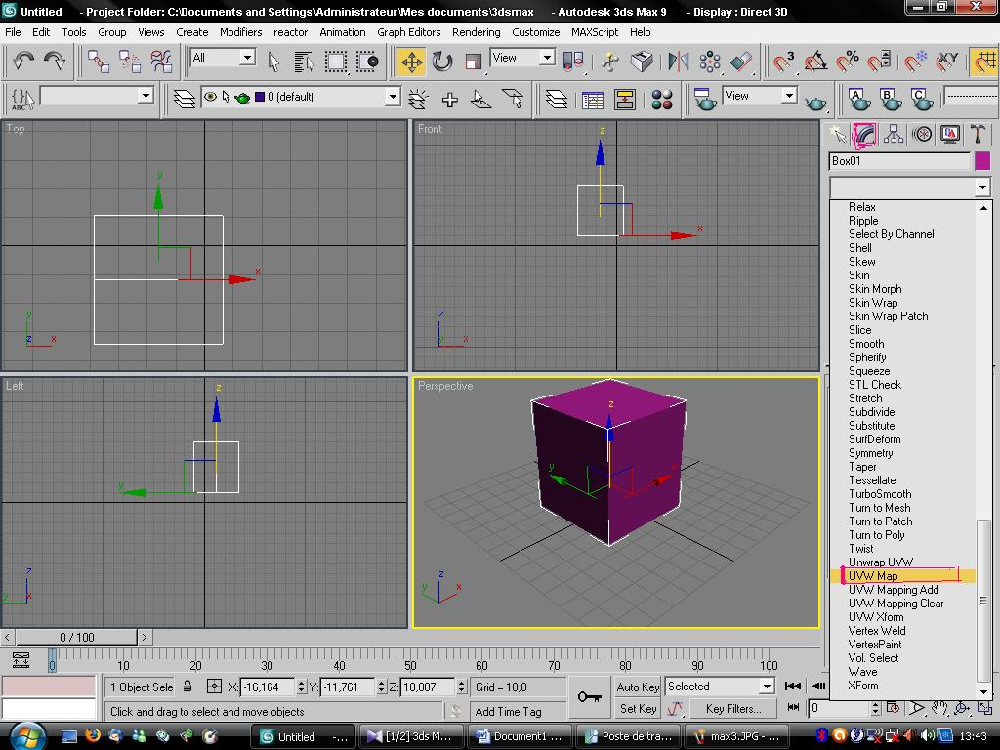 Untitled - Project Folder: C:\Documents and Settings\Administrateur\Mes documents\3dsmax - Autodesk 3ds Max 9 - Display : Direct 3D
File Edit Tools Group Views Create Modifiers reactor Animation Graph Editors Rendering Customize MAXScript Help
All View 3 % XY
ABC 0 (default) View A B C
Top
Front
Left
Perspective
y x z y x
z x z x
z y z y x
z y x z y x
Box01
Relax
Ripple
Select By Channel
Shell
Skew
Skin
Skin Morph
Skin Wrap
Skin Wrap Patch
Slice
Smooth
Spherify
Squeeze
STL Check
Stretch
Subdivide
Substitute
SurfDeform
Symmetry
Taper
Tessellate
TurboSmooth
Turn to Mesh
Turn to Patch
Turn to Poly
Twist
Unwrap UVW
UVW Map
UVW Mapping Add
UVW Mapping Clear
UVW Xform
Vertex Weld
VertexPaint
Vol. Select
Wave
XForm
0 / 100
0 10 20 30 40 50 60 70 80 90 100
1 Object Sele X: -16,164 Y: -11,761 Z: 10,007 Grid = 10,0 Auto Key Selected
Click and drag to select and move objects Add Time Tag Set Key Key Filters... 0
Untitled -... [1/2] 3ds M... Document1 ... Poste de tra... max3.JPG -... 13:43